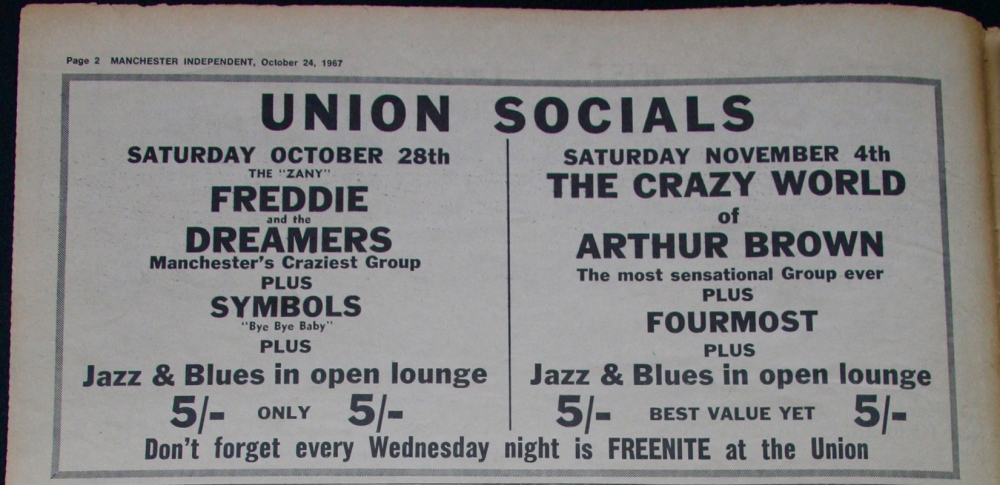 Page 2 MANCHESTER INDEPENDENT, October 24, 1967
UNION SOCIALS
SATURDAY OCTOBER 28th
THE "ZANY"
FREDDIE
and the
DREAMERS
Manchester's Craziest Group
PLUS
SYMBOLS
"Bye Bye Baby"
PLUS
Jazz & Blues in open lounge
5/- ONLY 5/-
SATURDAY NOVEMBER 4th
THE CRAZY WORLD
of
ARTHUR BROWN
The most sensational Group ever
PLUS
FOURMOST
PLUS
Jazz & Blues in open lounge
5/- BEST VALUE YET 5/-
Don't forget every Wednesday night is FREENITE at the Union